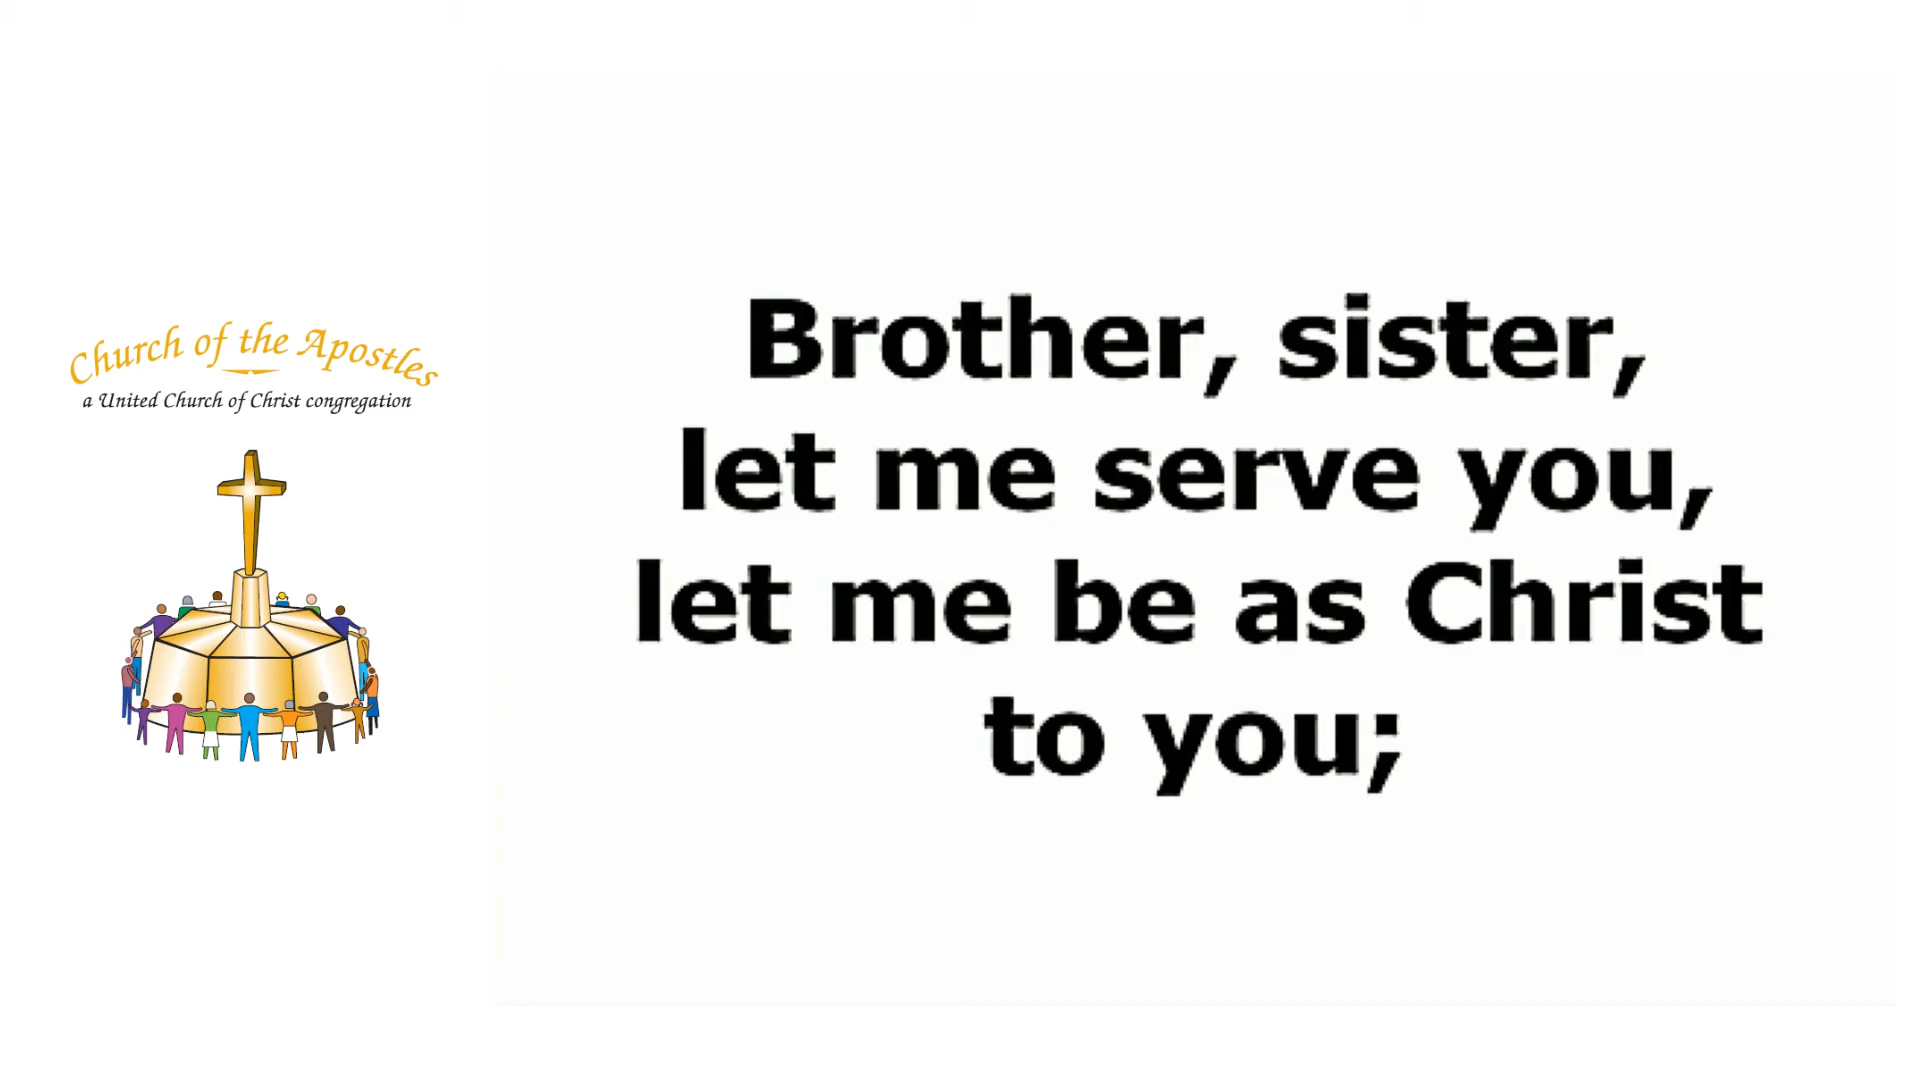 Church of the Apostles
a United Church of Christ congregation
Brother, sister,
let me serve you,
let me be as Christ
to you;